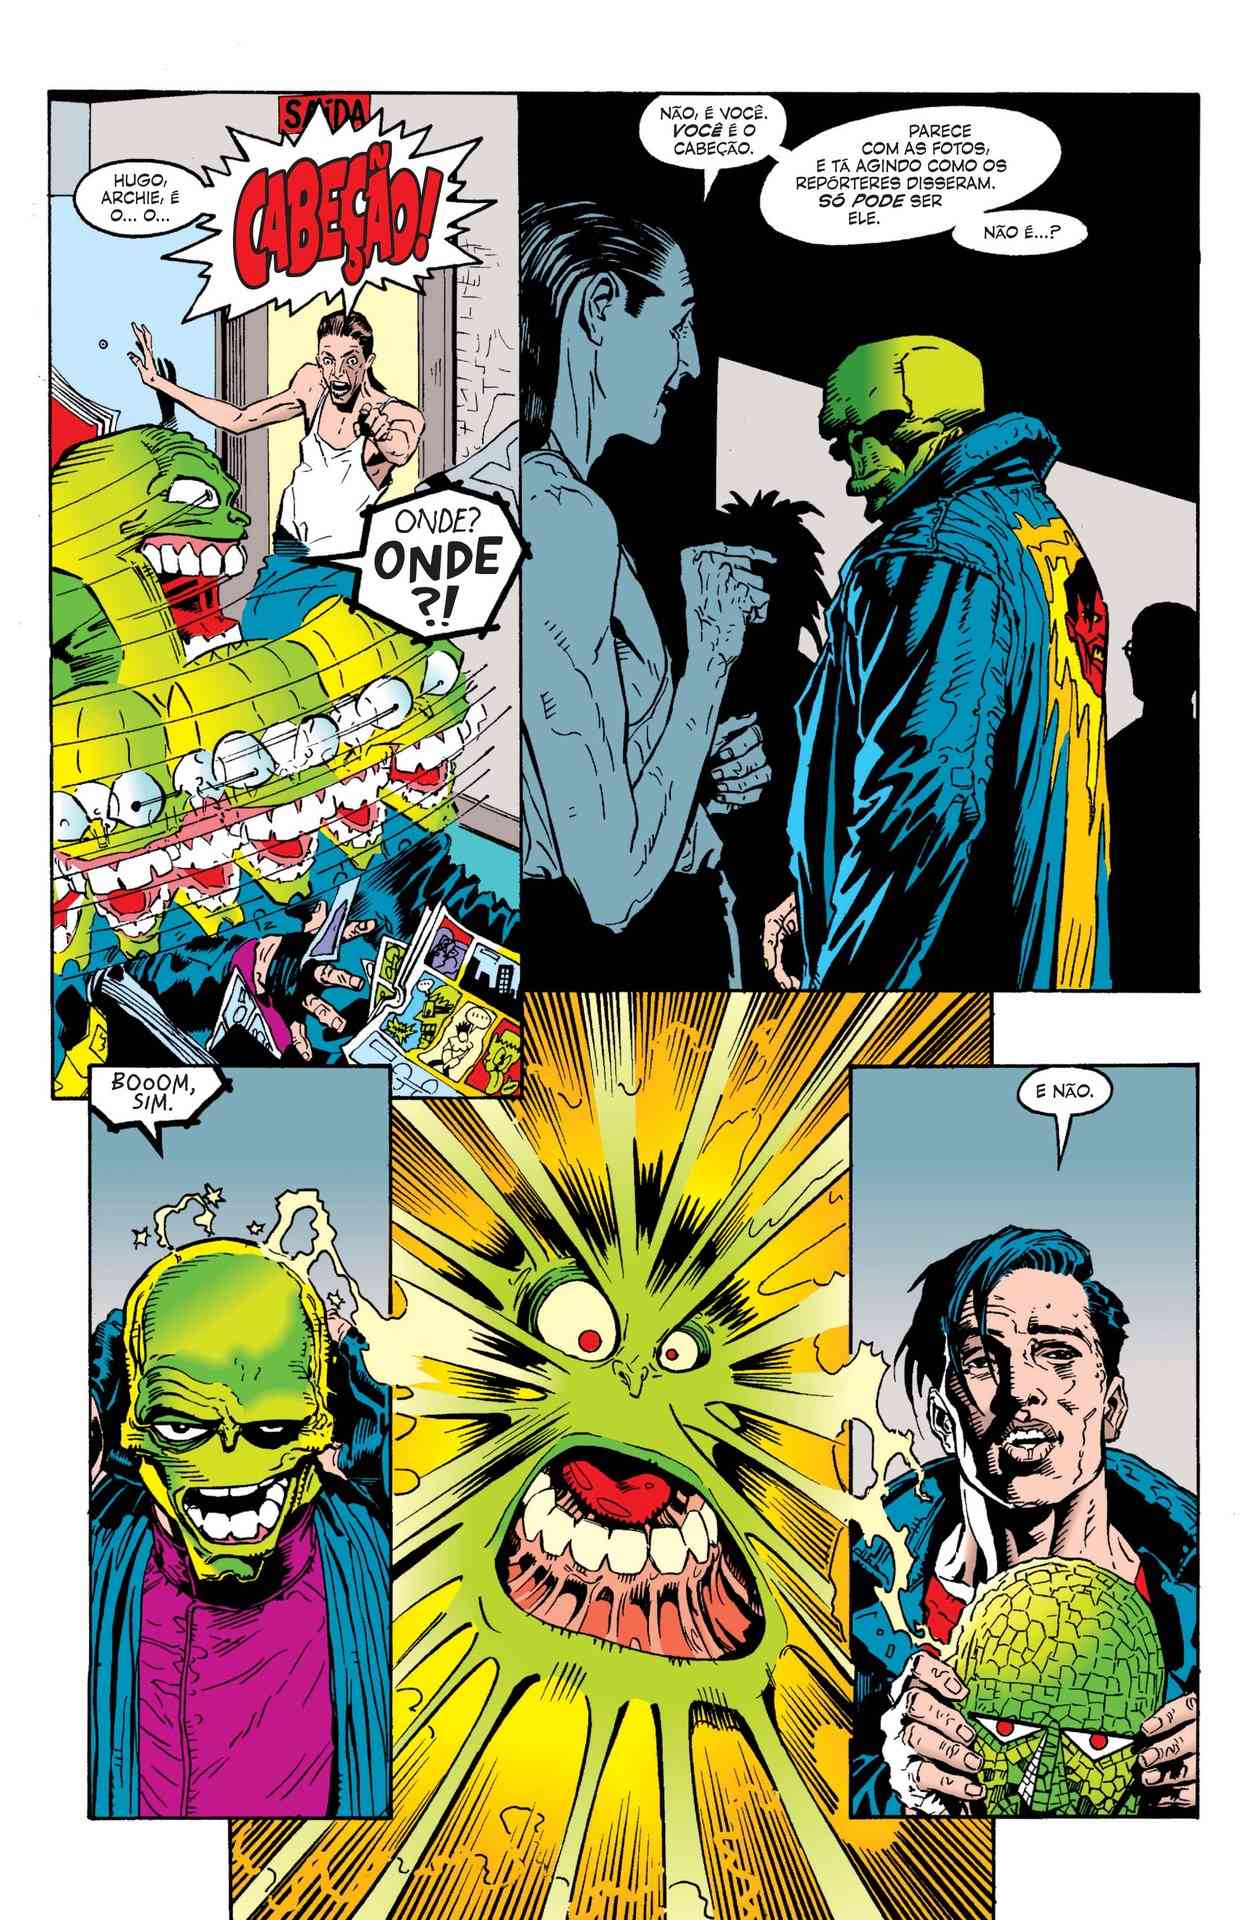 SAÍDA
HUGO,
ARCHIE, É
O... O...
CABEÇÃO!
ONDE?
ONDE
?!
NÃO, É VOCÊ.
VOCÊ É O
CABEÇÃO.
PARECE
COM AS FOTOS,
E TÁ AGINDO COMO OS
REPÓRTERES DISSERAM.
SÓ PODE SER
ELE.
NÃO É...?
BOOOM,
SIM.
E NÃO.